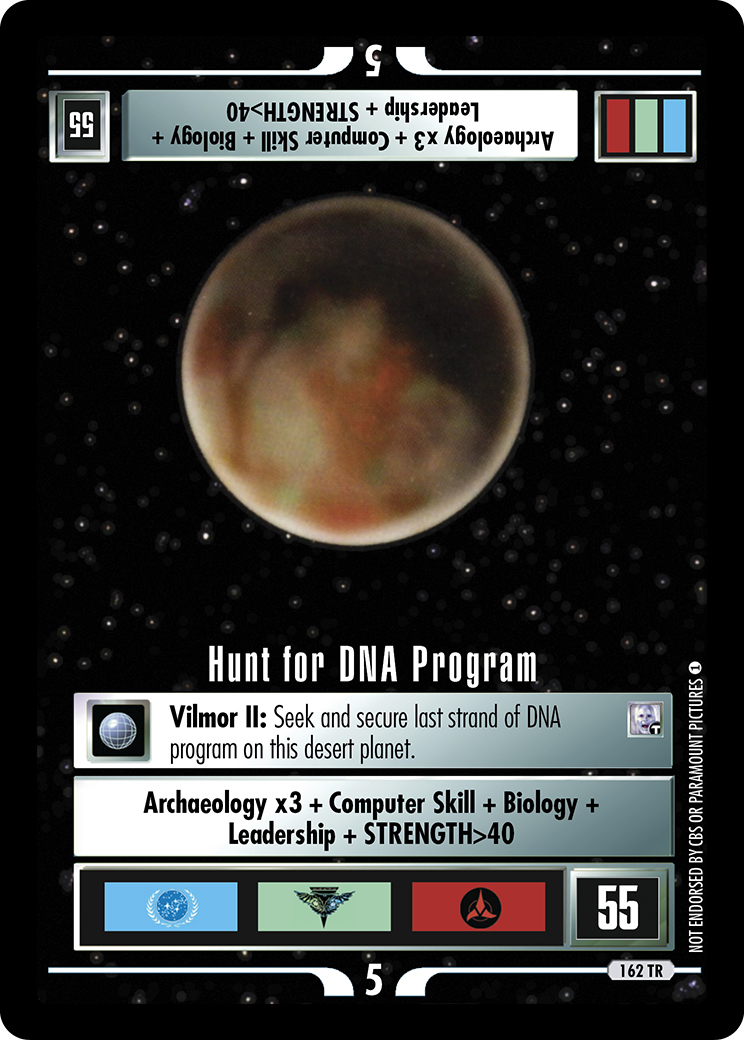 5
55
Archaeology x3 + Computer Skill + Biology +
Leadership + STRENGTH>40
Hunt for DNA Program
Vilmor II: Seek and secure last strand of DNA
program on this desert planet.
T
Archaeology x3 + Computer Skill + Biology +
Leadership + STRENGTH>40
55
5
162 TR
NOT ENDORSED BY CBS OR PARAMOUNT PICTURES 1